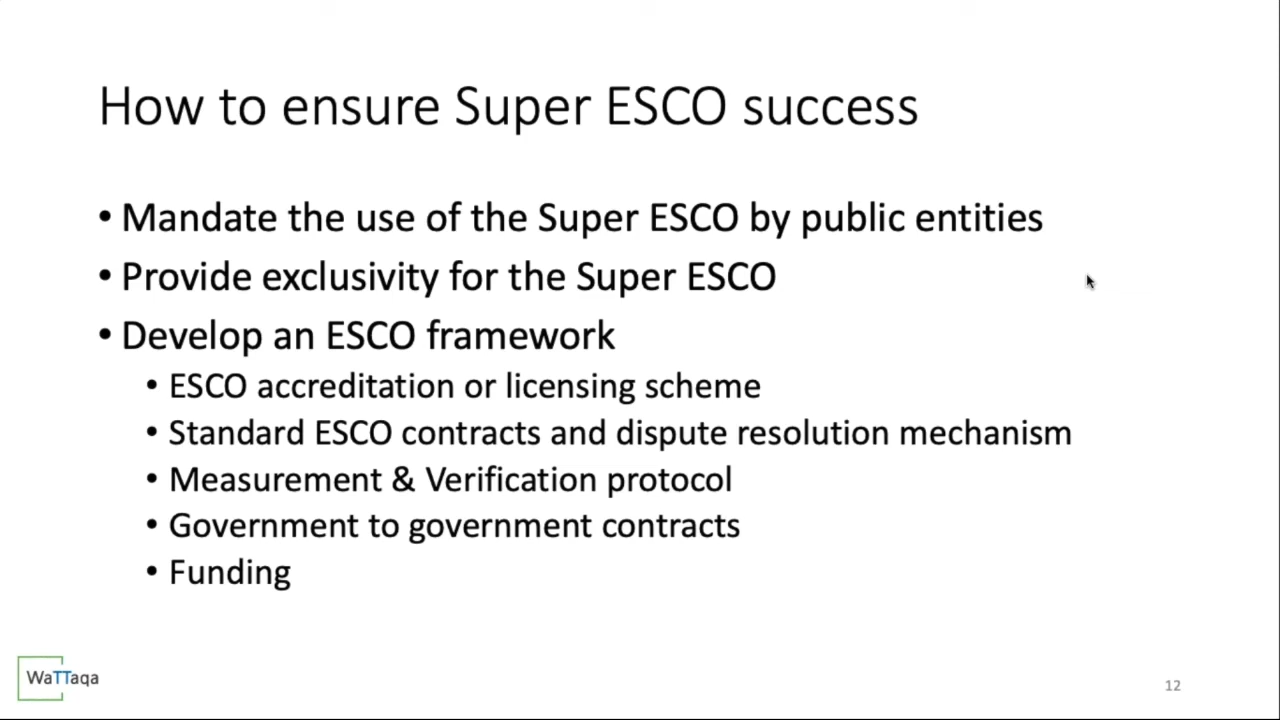 How to ensure Super ESCO success
• Mandate the use of the Super ESCO by public entities
• Provide exclusivity for the Super ESCO
• Develop an ESCO framework
• ESCO accreditation or licensing scheme
• Standard ESCO contracts and dispute resolution mechanism
• Measurement & Verification protocol
• Government to government contracts
• Funding
WaTTaqa
12